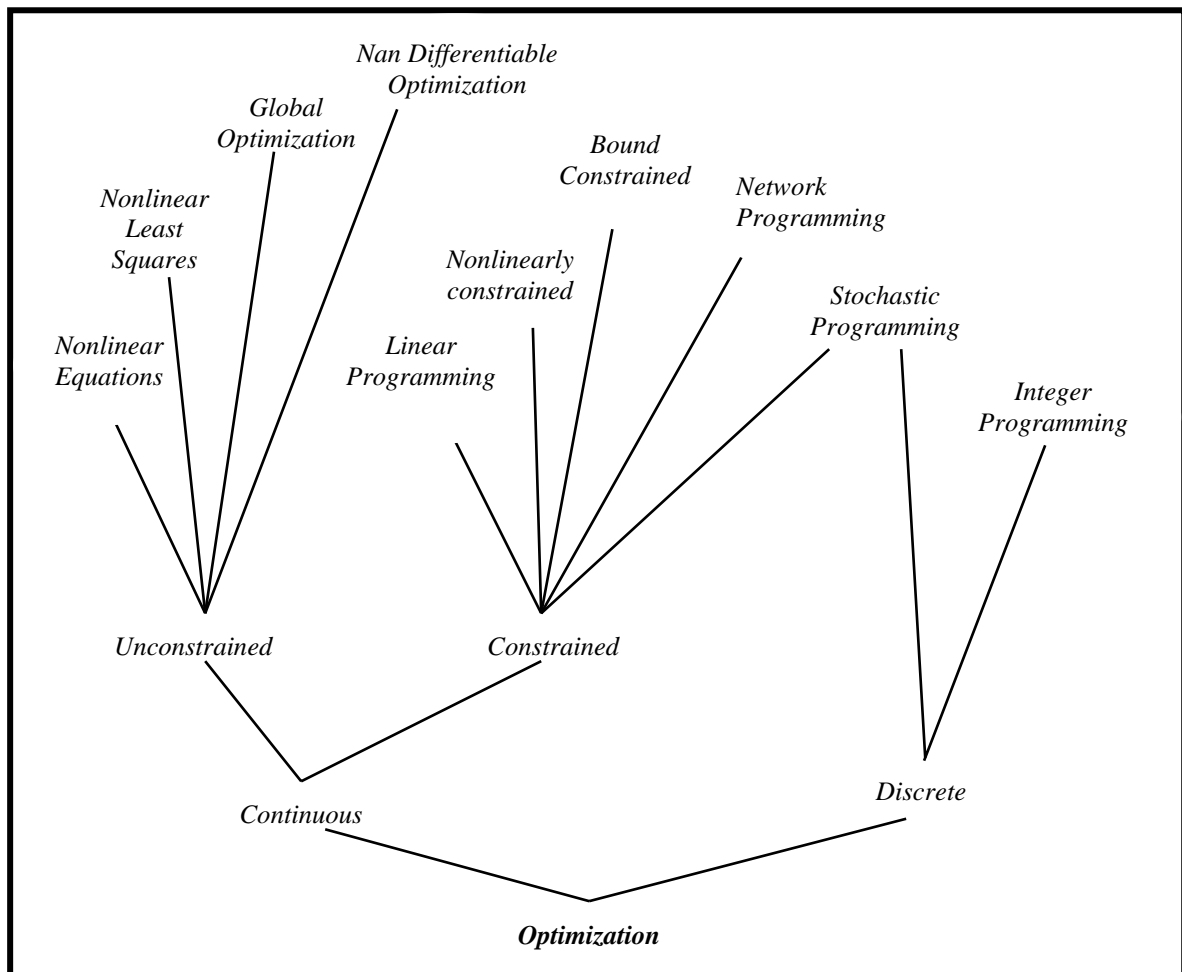 Nan Differentiable
Optimization
Global
Optimization
Bound
Constrained
Network
Programming
Nonlinear
Least
Squares
Nonlinearly
constrained
Stochastic
Programming
Nonlinear
Equations
Linear
Programming
Integer
Programming
Unconstrained
Constrained
Discrete
Continuous
Optimization